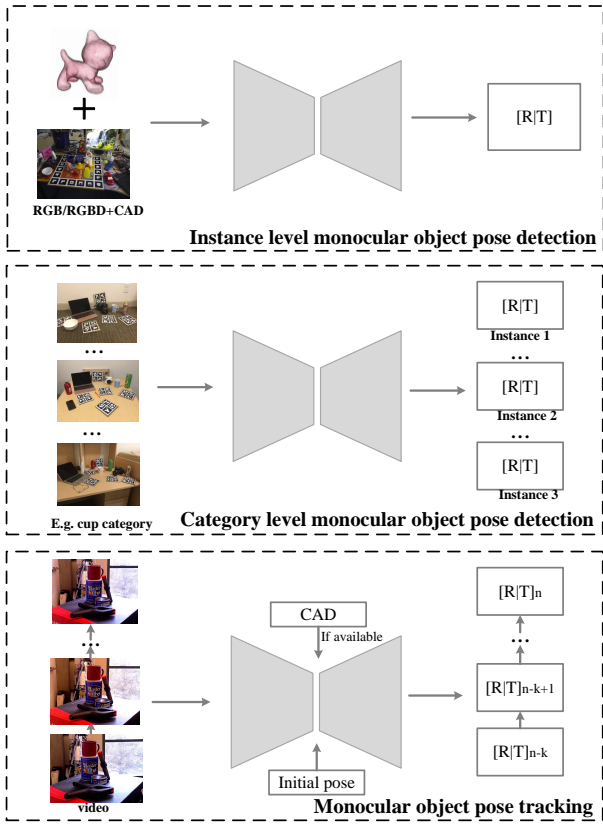 [R|T]
RGB/RGBD+CAD
Instance level monocular object pose detection
[R|T]
Instance 1
...
...
[R|T]
Instance 2
...
...
[R|T]
Instance 3
E.g. cup category
Category level monocular object pose detection
[R|T]n
CAD
If available
...
...
[R|T]n-k+1
[R|T]n-k
Initial pose
video
Monocular object pose tracking